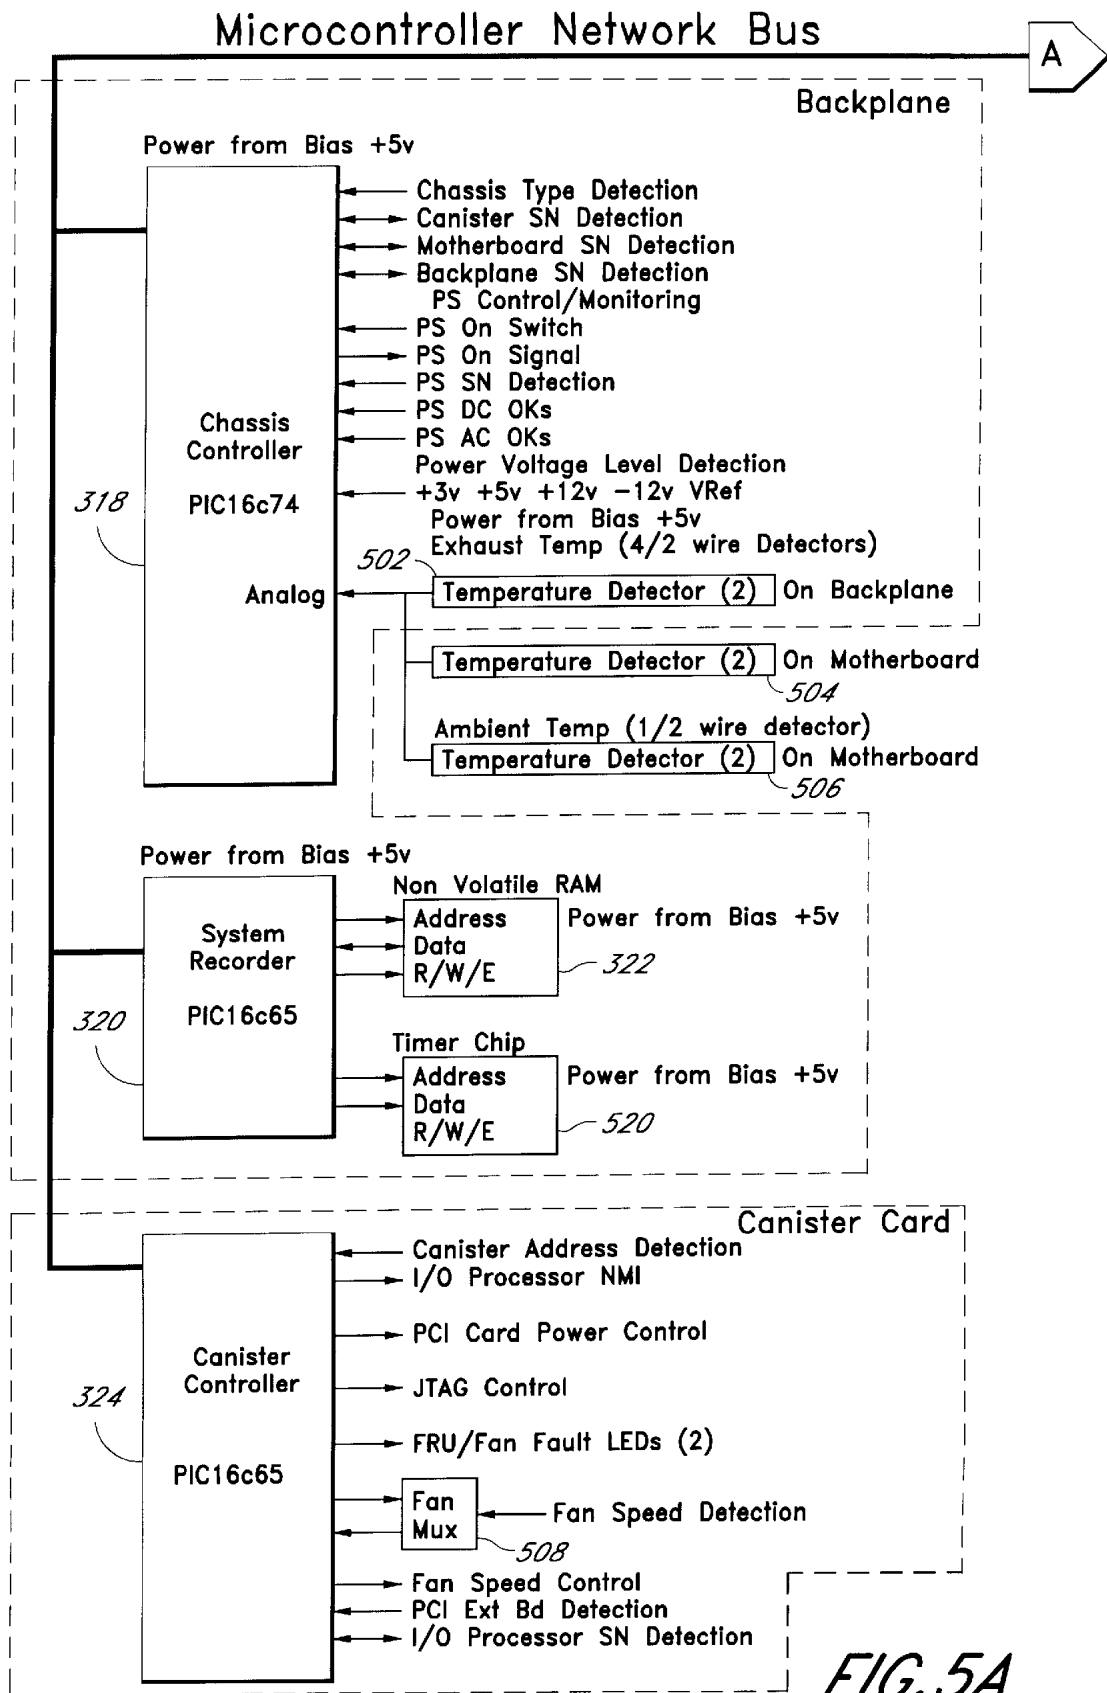 Microcontroller Network Bus
A
Backplane
Power from Bias +5v
Chassis Type Detection
Canister SN Detection
Motherboard SN Detection
Backplane SN Detection
PS Control/Monitoring
PS On Switch
PS On Signal
PS SN Detection
PS DC OKs
PS AC OKs
Power Voltage Level Detection
+3v +5v +12v -12v VRef
Power from Bias +5v
Exhaust Temp (4/2 wire Detectors)
Chassis
Controller
PIC16c74
318
Analog
502
Temperature Detector (2) On Backplane
Temperature Detector (2) On Motherboard
504
Ambient Temp (1/2 wire detector)
Temperature Detector (2) On Motherboard
506
Power from Bias +5v
System
Recorder
PIC16c65
320
Non Volatile RAM
Address
Data
R/W/E
Power from Bias +5v
322
Timer Chip
Address
Data
R/W/E
Power from Bias +5v
520
Canister Card
Canister Address Detection
I/O Processor NMI
PCI Card Power Control
JTAG Control
FRU/Fan Fault LEDs (2)
Canister
Controller
PIC16c65
324
Fan
Mux
508
Fan Speed Detection
Fan Speed Control
PCI Ext Bd Detection
I/O Processor SN Detection
FIG. 5A